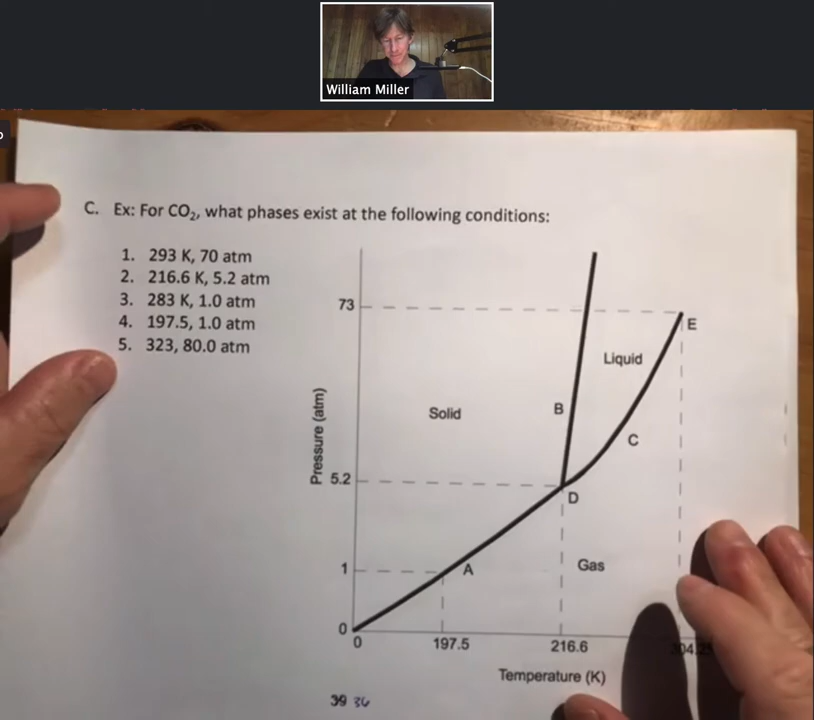 William Miller
C. Ex: For CO₂, what phases exist at the following conditions:
1. 293 K, 70 atm
2. 216.6 K, 5.2 atm
3. 283 K, 1.0 atm
4. 197.5, 1.0 atm
5. 323, 80.0 atm
73
E
Liquid
Solid
B
C
Pressure (atm)
5.2
D
1
A
Gas
0
0
197.5
216.6
Temperature (K)
39 36